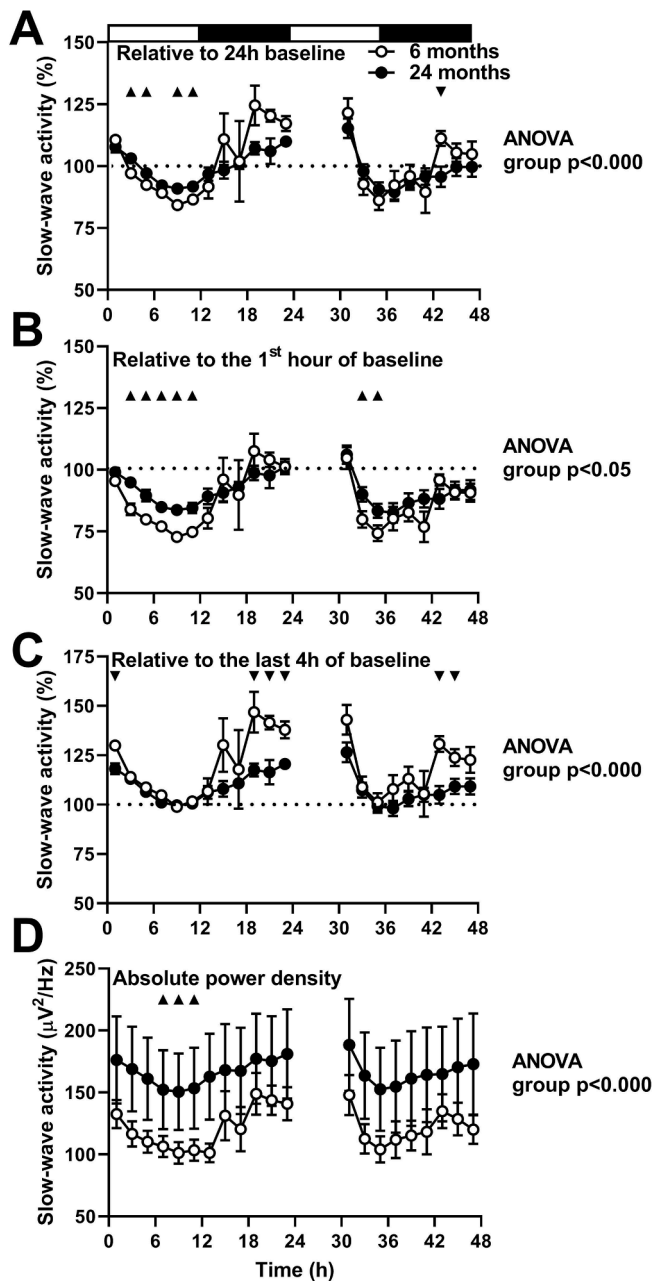 A
Relative to 24h baseline
6 months
24 months
Slow-wave activity (%)
150
125
100
75
50
0 6 12 18 24 30 36 42 48
ANOVA
group p<0.000
B
Relative to the 1st hour of baseline
Slow-wave activity (%)
150
125
100
75
50
0 6 12 18 24 30 36 42 48
ANOVA
group p<0.05
C
Relative to the last 4h of baseline
Slow-wave activity (%)
175
150
125
100
75
50
0 6 12 18 24 30 36 42 48
ANOVA
group p<0.000
D
Absolute power density
Slow-wave activity (μV²/Hz)
250
200
150
100
50
0 6 12 18 24 30 36 42 48
Time (h)
ANOVA
group p<0.000